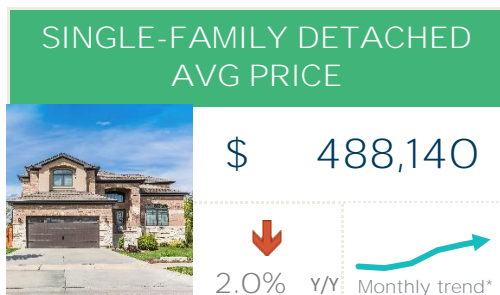 SINGLE-FAMILY DETACHED
AVG PRICE
$ 488,140
2.0% Y/Y
Monthly trend*